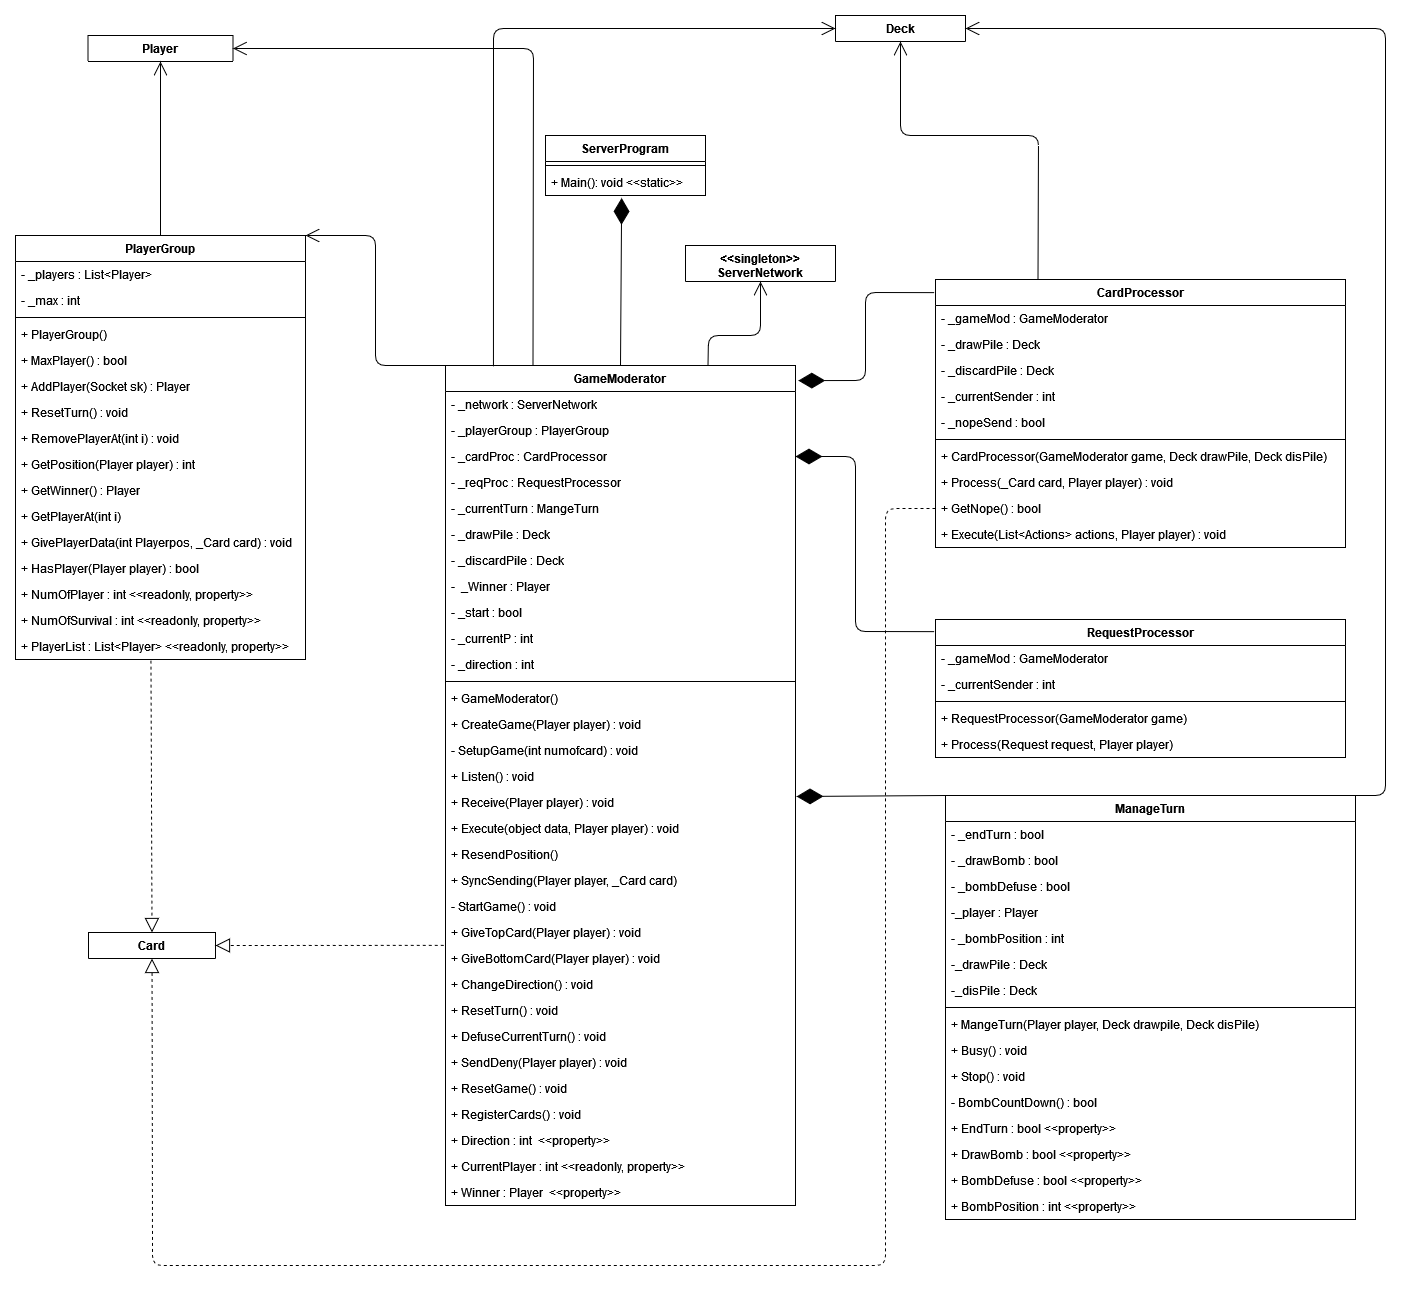 Deck
Player
ServerProgram
+ Main(): void <<static>>
PlayerGroup
- _players : List<Player>
- _max : int
+ PlayerGroup()
+ MaxPlayer() : bool
+ AddPlayer(Socket sk) : Player
+ ResetTurn() : void
+ RemovePlayerAt(int i) : void
+ GetPosition(Player player) : int
+ GetWinner() : Player
+ GetPlayerAt(int i)
+ GivePlayerData(int Playerpos, _Card card) : void
+ HasPlayer(Player player) : bool
+ NumOfPlayer : int <<readonly, property>>
+ NumOfSurvival : int <<readonly, property>>
+ PlayerList : List<Player> <<readonly, property>>
<<singleton>>
ServerNetwork
GameModerator
- _network : ServerNetwork
- _playerGroup : PlayerGroup
- _cardProc : CardProcessor
- _reqProc : RequestProcessor
- _currentTurn : MangeTurn
- _drawPile : Deck
- _discardPile : Deck
- _Winner : Player
- _start : bool
- _currentP : int
- _direction : int
+ GameModerator()
+ CreateGame(Player player) : void
- SetupGame(int numofcard) : void
+ Listen() : void
+ Receive(Player player) : void
+ Execute(object data, Player player) : void
+ ResendPosition()
+ SyncSending(Player player, _Card card)
- StartGame() : void
+ GiveTopCard(Player player) : void
+ GiveBottomCard(Player player) : void
+ ChangeDirection() : void
+ ResetTurn() : void
+ DefuseCurrentTurn() : void
+ SendDeny(Player player) : void
+ ResetGame() : void
+ RegisterCards() : void
+ Direction : int <<property>>
+ CurrentPlayer : int <<readonly, property>>
+ Winner : Player <<property>>
CardProcessor
- _gameMod : GameModerator
- _drawPile : Deck
- _discardPile : Deck
- _currentSender : int
- _nopeSend : bool
+ CardProcessor(GameModerator game, Deck drawPile, Deck disPile)
+ Process(_Card card, Player player) : void
+ GetNope() : bool
+ Execute(List<Actions> actions, Player player) : void
RequestProcessor
- _gameMod : GameModerator
- _currentSender : int
+ RequestProcessor(GameModerator game)
+ Process(Request request, Player player)
ManageTurn
- _endTurn : bool
- _drawBomb : bool
- _bombDefuse : bool
-_player : Player
- _bombPosition : int
-_drawPile : Deck
-_disPile : Deck
+ MangeTurn(Player player, Deck drawpile, Deck disPile)
+ Busy() : void
+ Stop() : void
- BombCountDown() : bool
+ EndTurn : bool <<property>>
+ DrawBomb : bool <<property>>
+ BombDefuse : bool <<property>>
+ BombPosition : int <<property>>
Card